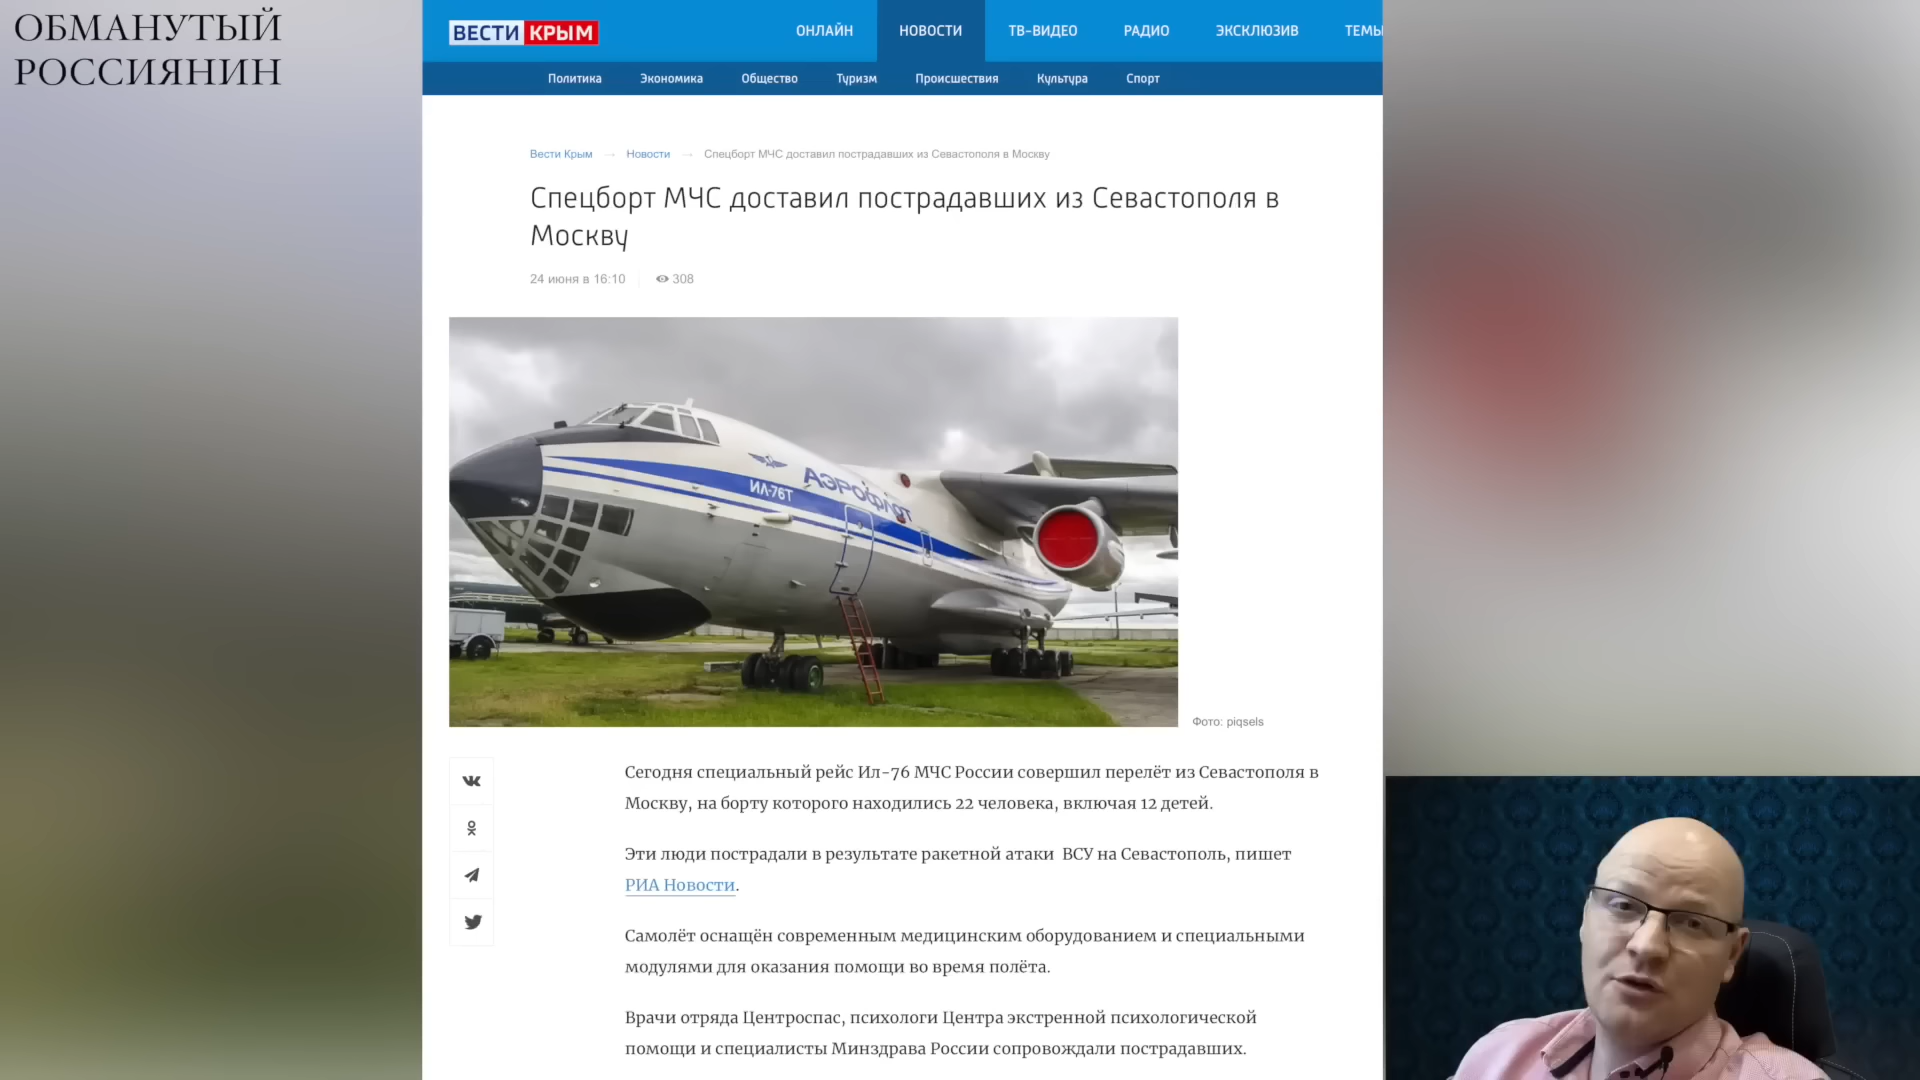 ОБМАНУТЫЙ
РОССИЯНИН
ВЕСТИ КРЫМ
ОНЛАЙН НОВОСТИ ТВ-ВИДЕО РАДИО ЭКСКЛЮЗИВ ТЕМЫ
Политика Экономика Общество Туризм Происшествия Культура Спорт
Вести Крым → Новости → Спецборт МЧС доставил пострадавших из Севастополя в Москву
Спецборт МЧС доставил пострадавших из Севастополя в
Москву
24 июня в 16:10 308
АЭРОФЛОТ
ИЛ-76Т
Фото: piqsels
Сегодня специальный рейс Ил-76 МЧС России совершил перелёт из Севастополя в
Москву, на борту которого находились 22 человека, включая 12 детей.
Эти люди пострадали в результате ракетной атаки ВСУ на Севастополь, пишет
РИА Новости.
Самолёт оснащён современным медицинским оборудованием и специальными
модулями для оказания помощи во время полёта.
Врачи отряда Центроспас, психологи Центра экстренной психологической
помощи и специалисты Минздрава России сопровождали пострадавших.